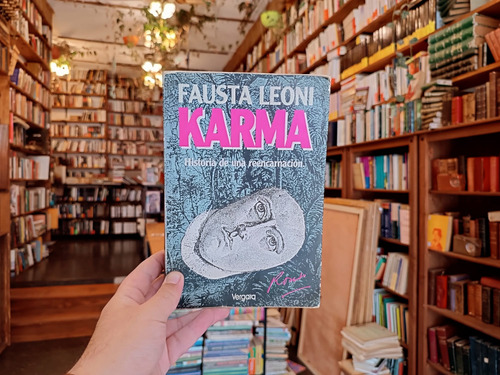 FAUSTA LEONI
KARMA
Historia de una reencarnación
Vergara